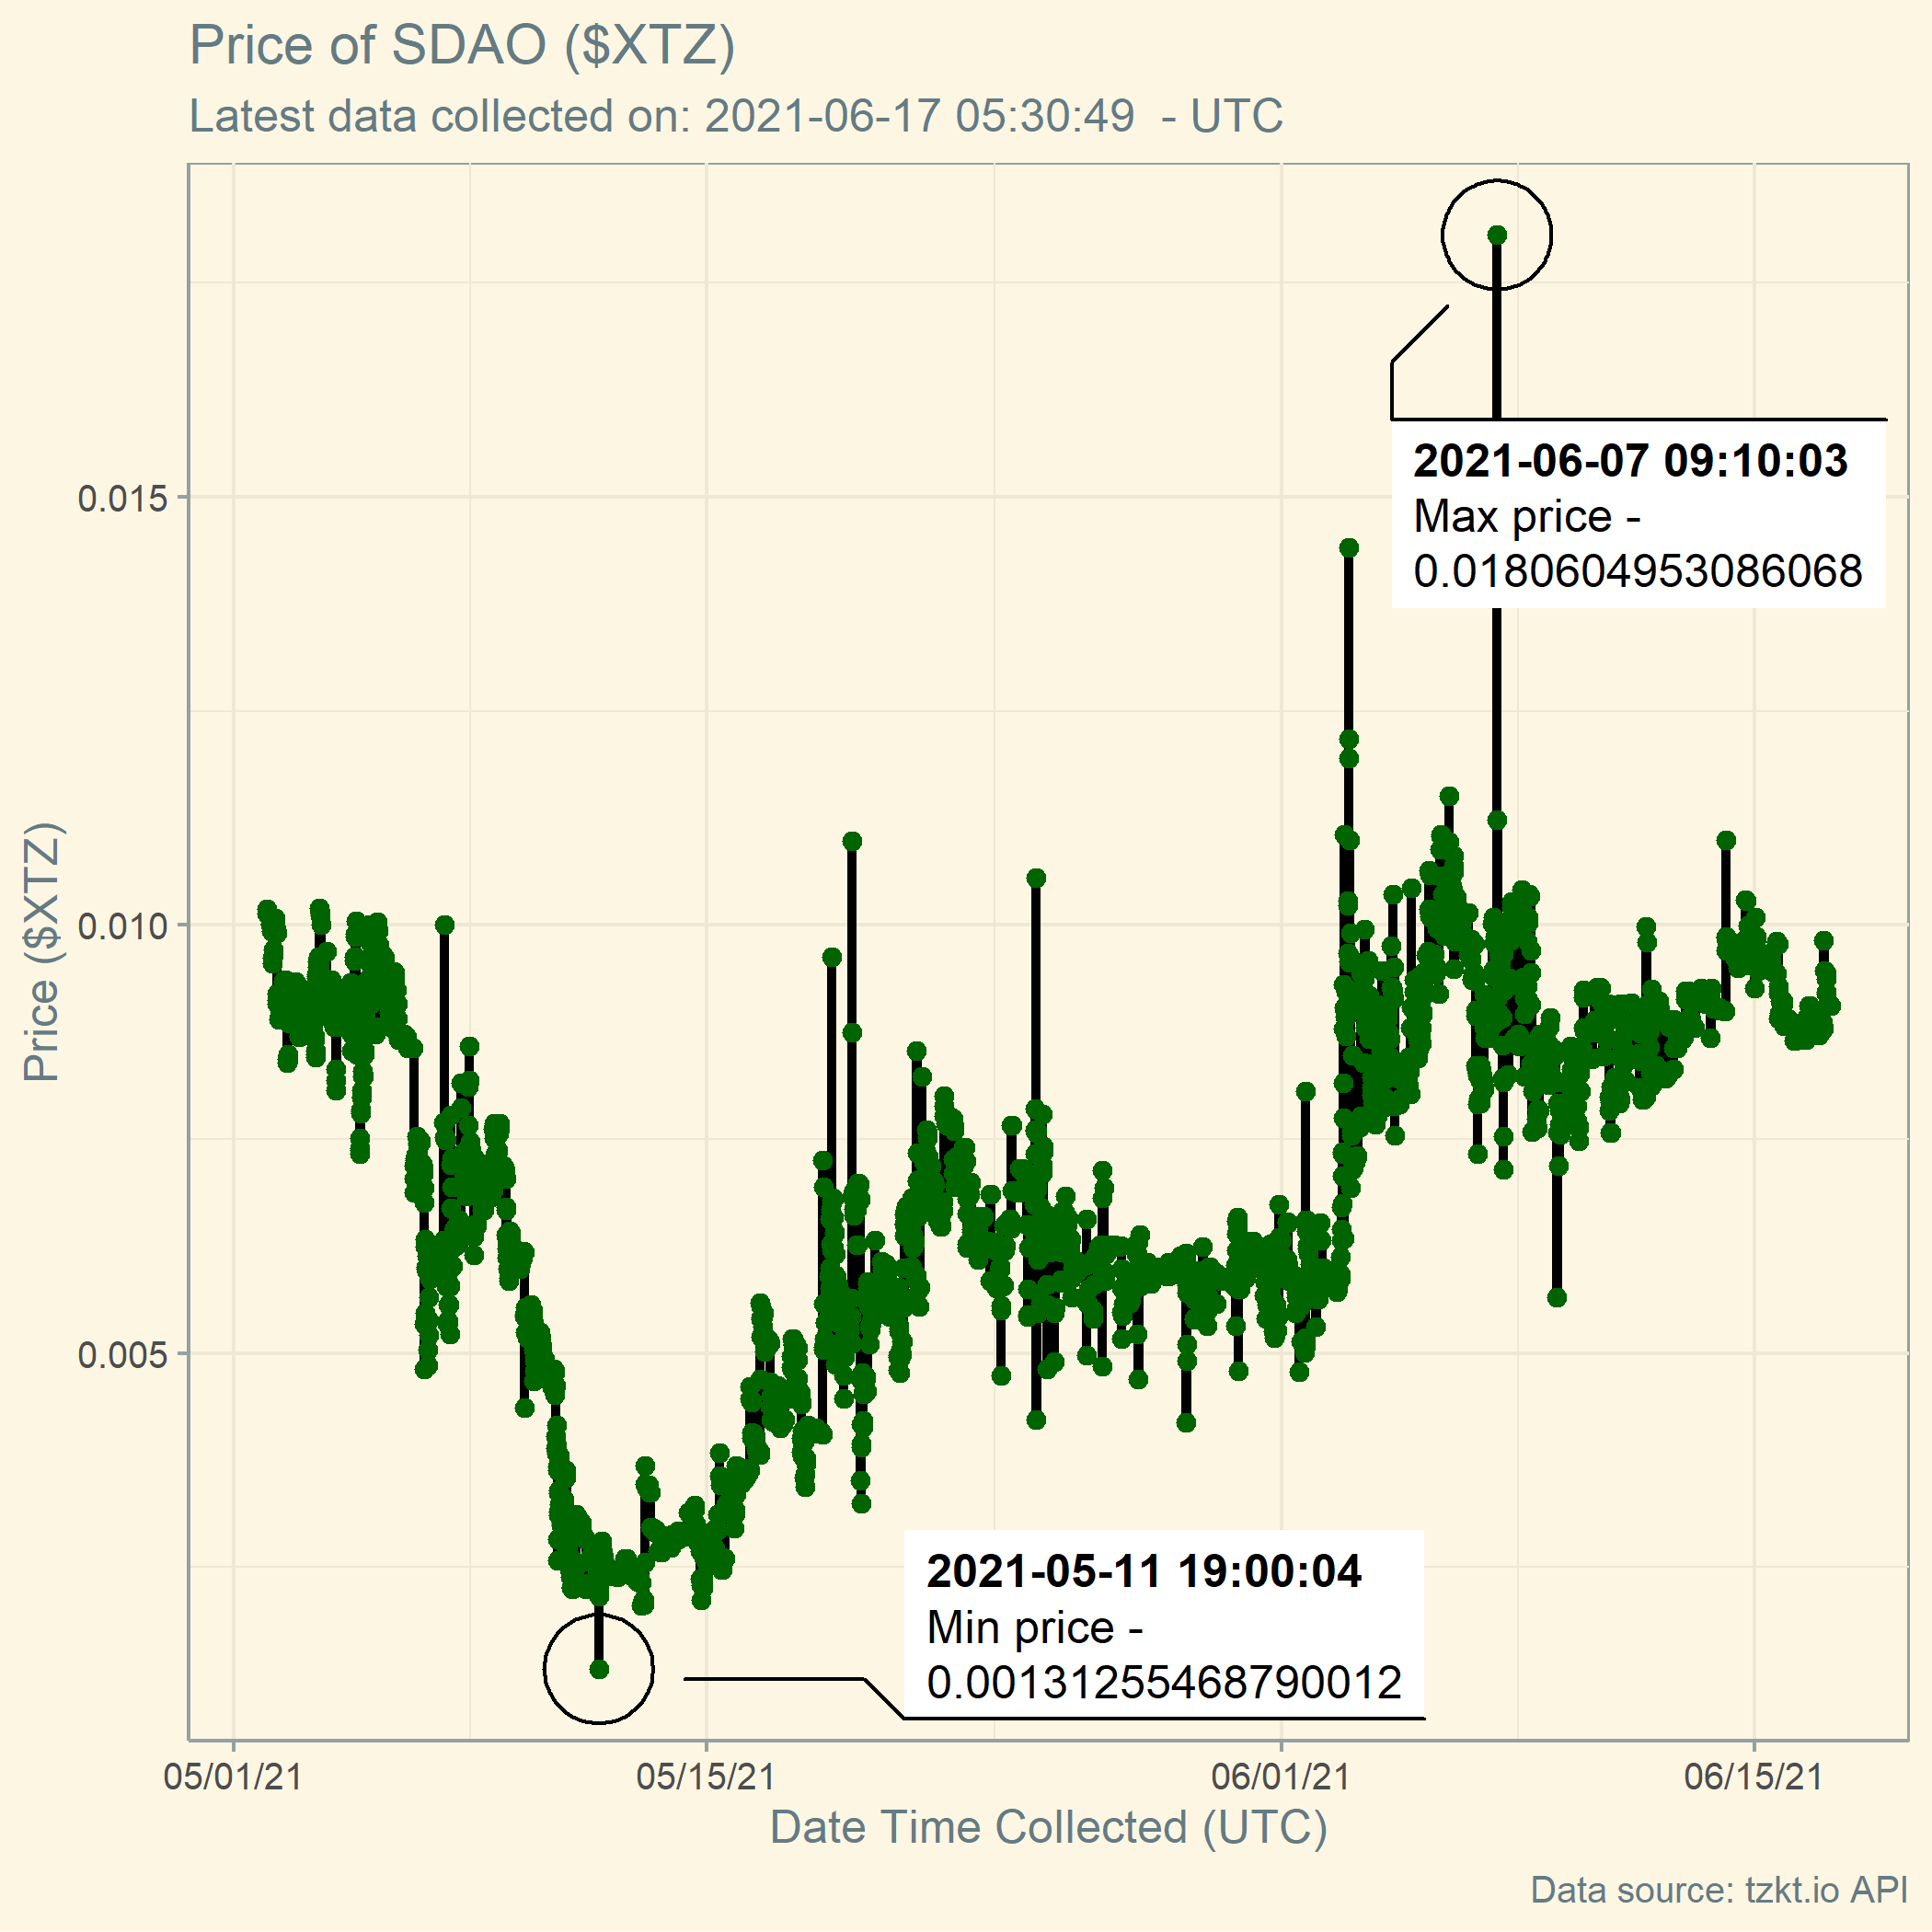 Price of SDAO ($XTZ)
Latest data collected on: 2021-06-17 05:30:49  - UTC
2021-06-07 09:10:03
Max price -
0.0180604953086068
0.015
0.010
Price ($XTZ)
0.005
2021-05-11 19:00:04
Min price -
0.00131255468790012
05/01/21
05/15/21
06/01/21
06/15/21
Date Time Collected (UTC)
Data source: tzkt.io API